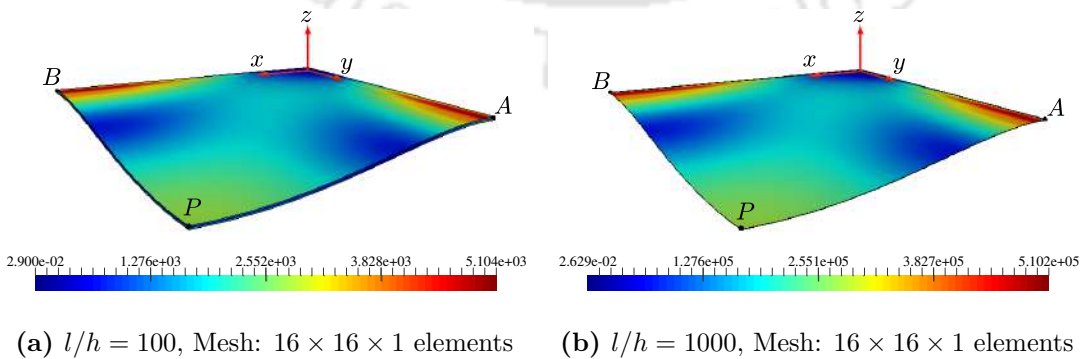 z z
x y x y
B A B A
P P
2.900e-02 1.276e+03 2.552e+03 3.828e+03 5.104e+03 2.629e-02 1.276e+05 2.551e+05 3.827e+05 5.102e+05
(a) l/h = 100, Mesh: 16 × 16 × 1 elements (b) l/h = 1000, Mesh: 16 × 16 × 1 elements